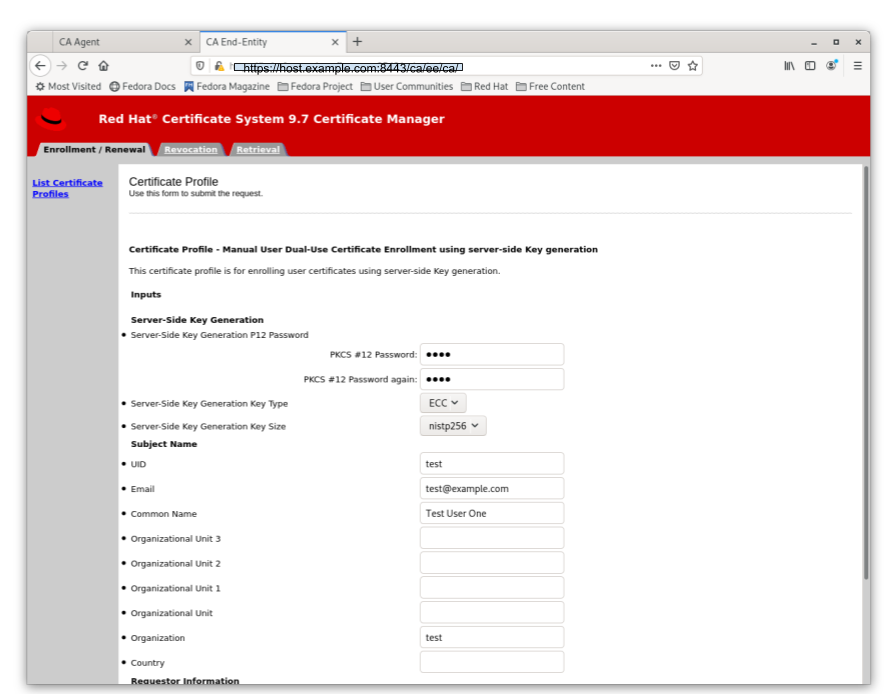 CA Agent × CA End-Entity × +
https://host.example.com:8443/ca/ee/ca/
Most Visited Fedora Docs Fedora Magazine Fedora Project User Communities Red Hat Free Content
Red Hat® Certificate System 9.7 Certificate Manager
Enrollment / Renewal Revocation Retrieval
List Certificate
Profiles
Certificate Profile
Use this form to submit the request.
Certificate Profile - Manual User Dual-Use Certificate Enrollment using server-side Key generation
This certificate profile is for enrolling user certificates using server-side Key generation.
Inputs
Server-Side Key Generation
• Server-Side Key Generation P12 Password
PKCS #12 Password: ●●●●
PKCS #12 Password again: ●●●●
• Server-Side Key Generation Key Type ECC
• Server-Side Key Generation Key Size nistp256
Subject Name
• UID test
• Email test@example.com
• Common Name Test User One
• Organizational Unit 3
• Organizational Unit 2
• Organizational Unit 1
• Organizational Unit
• Organization test
• Country
Requestor Information